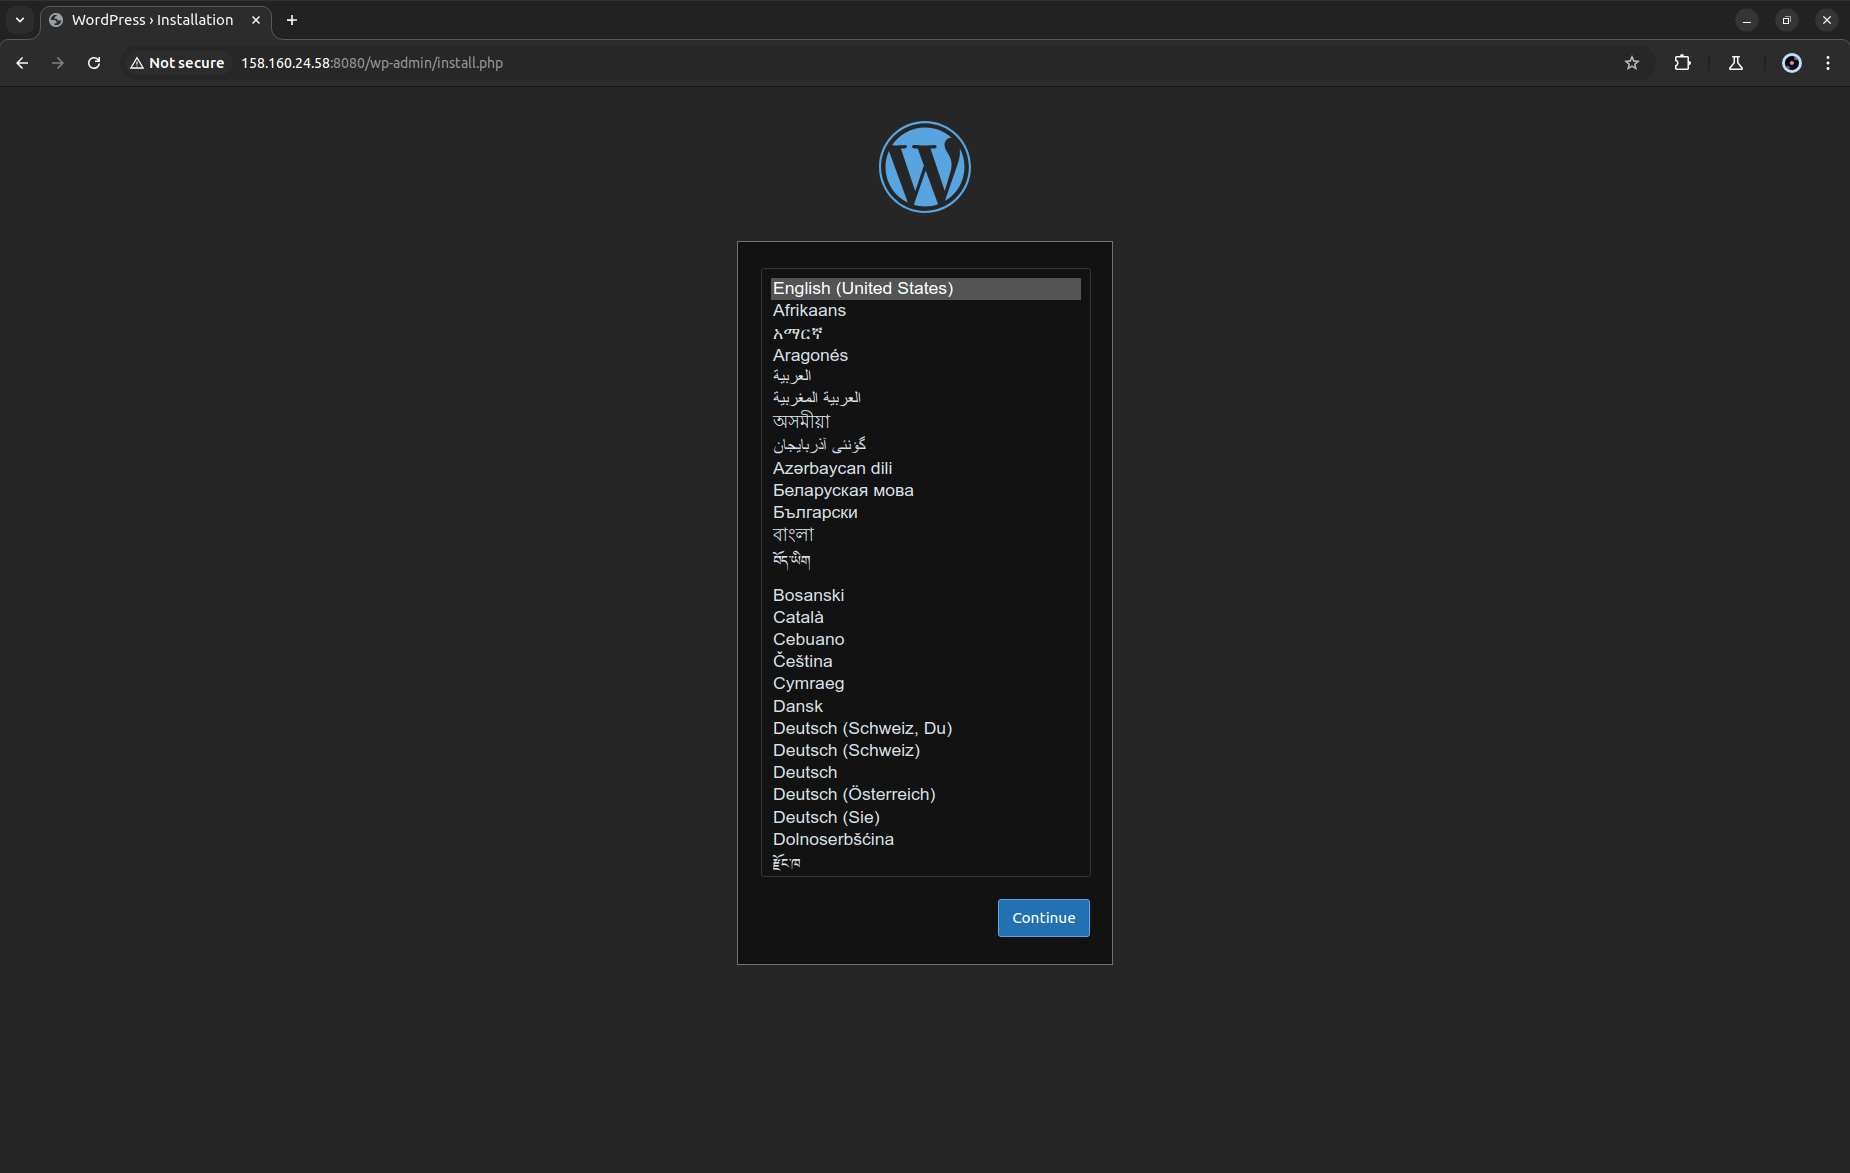 WordPress › Installation
Not secure
158.160.24.58:8080/wp-admin/install.php
English (United States)
Afrikaans
አማርኛ
Aragonés
العربية
العربية المغربية
অসমীয়া
گؤنئی آذربایجان
Azərbaycan dili
Беларуская мова
Български
বাংলা
བོད་ཡིག
Bosanski
Català
Cebuano
Čeština
Cymraeg
Dansk
Deutsch (Schweiz, Du)
Deutsch (Schweiz)
Deutsch
Deutsch (Österreich)
Deutsch (Sie)
Dolnoserbšćina
རྫོང་ཁ
Continue